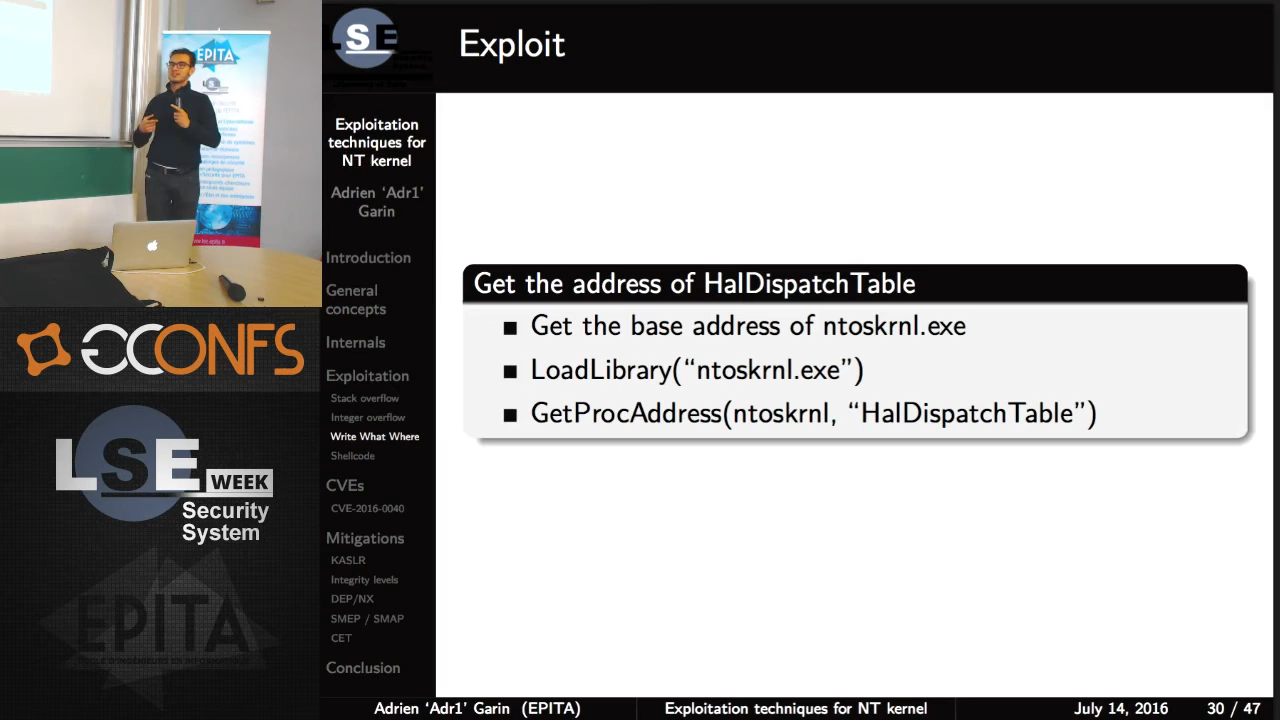 EPITA
LSE
Exploit
Exploitation
techniques for
NT kernel
Adrien ‘Adr1’
Garin
Introduction
General
concepts
Internals
Exploitation
Stack overflow
Integer overflow
Write What Where
Shellcode
CVEs
CVE-2016-0040
Mitigations
KASLR
Integrity levels
DEP/NX
SMEP / SMAP
CET
Conclusion
Get the address of HalDispatchTable
■ Get the base address of ntoskrnl.exe
■ LoadLibrary(“ntoskrnl.exe”)
■ GetProcAddress(ntoskrnl, “HalDispatchTable”)
GCONFS
LSE WEEK
Security
System
EPITA
Adrien ‘Adr1’ Garin (EPITA)
Exploitation techniques for NT kernel
July 14, 2016
30 / 47